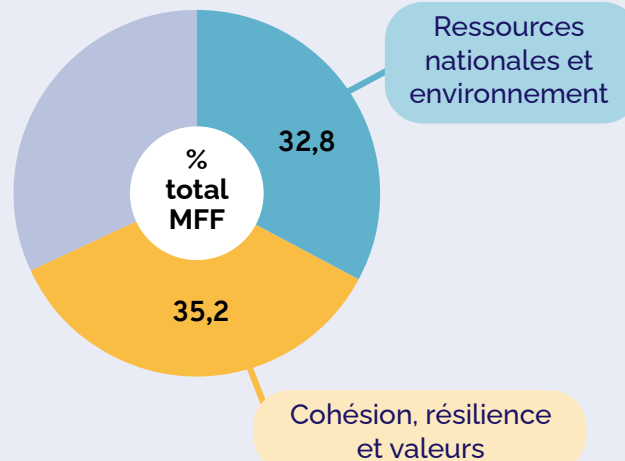 Ressources
nationales et
environnement
32,8
%
total
MFF
35,2
Cohésion, résilience
et valeurs